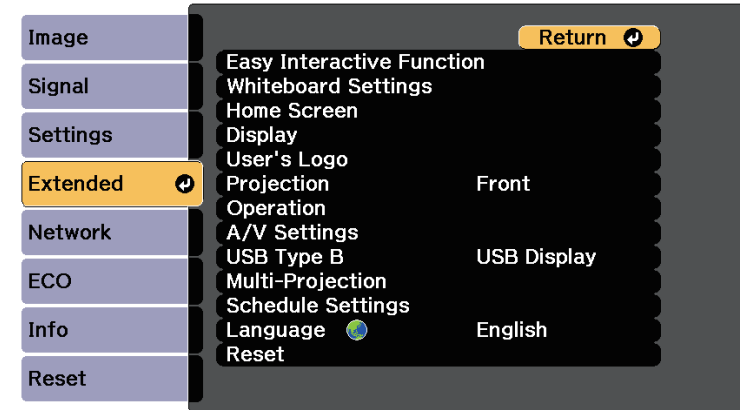 Image
Signal
Settings
Extended
Network
ECO
Info
Reset
Return
Easy Interactive Function
Whiteboard Settings
Home Screen
Display
User's Logo
Projection Front
Operation
A/V Settings
USB Type B USB Display
Multi-Projection
Schedule Settings
Language English
Reset